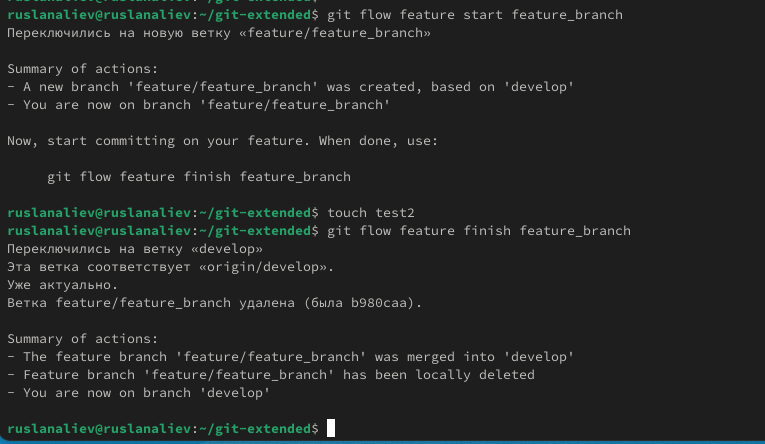 ruslanaliev@ruslanaliev:~/git-extended$ git flow feature start feature_branch
Переключились на новую ветку «feature/feature_branch»
Summary of actions:
- A new branch 'feature/feature_branch' was created, based on 'develop'
- You are now on branch 'feature/feature_branch'
Now, start committing on your feature. When done, use:
git flow feature finish feature_branch
ruslanaliev@ruslanaliev:~/git-extended$ touch test2
ruslanaliev@ruslanaliev:~/git-extended$ git flow feature finish feature_branch
Переключились на ветку «develop»
Эта ветка соответствует «origin/develop».
Уже актуально.
Ветка feature/feature_branch удалена (была b980caa).
Summary of actions:
- The feature branch 'feature/feature_branch' was merged into 'develop'
- Feature branch 'feature/feature_branch' has been locally deleted
- You are now on branch 'develop'
ruslanaliev@ruslanaliev:~/git-extended$